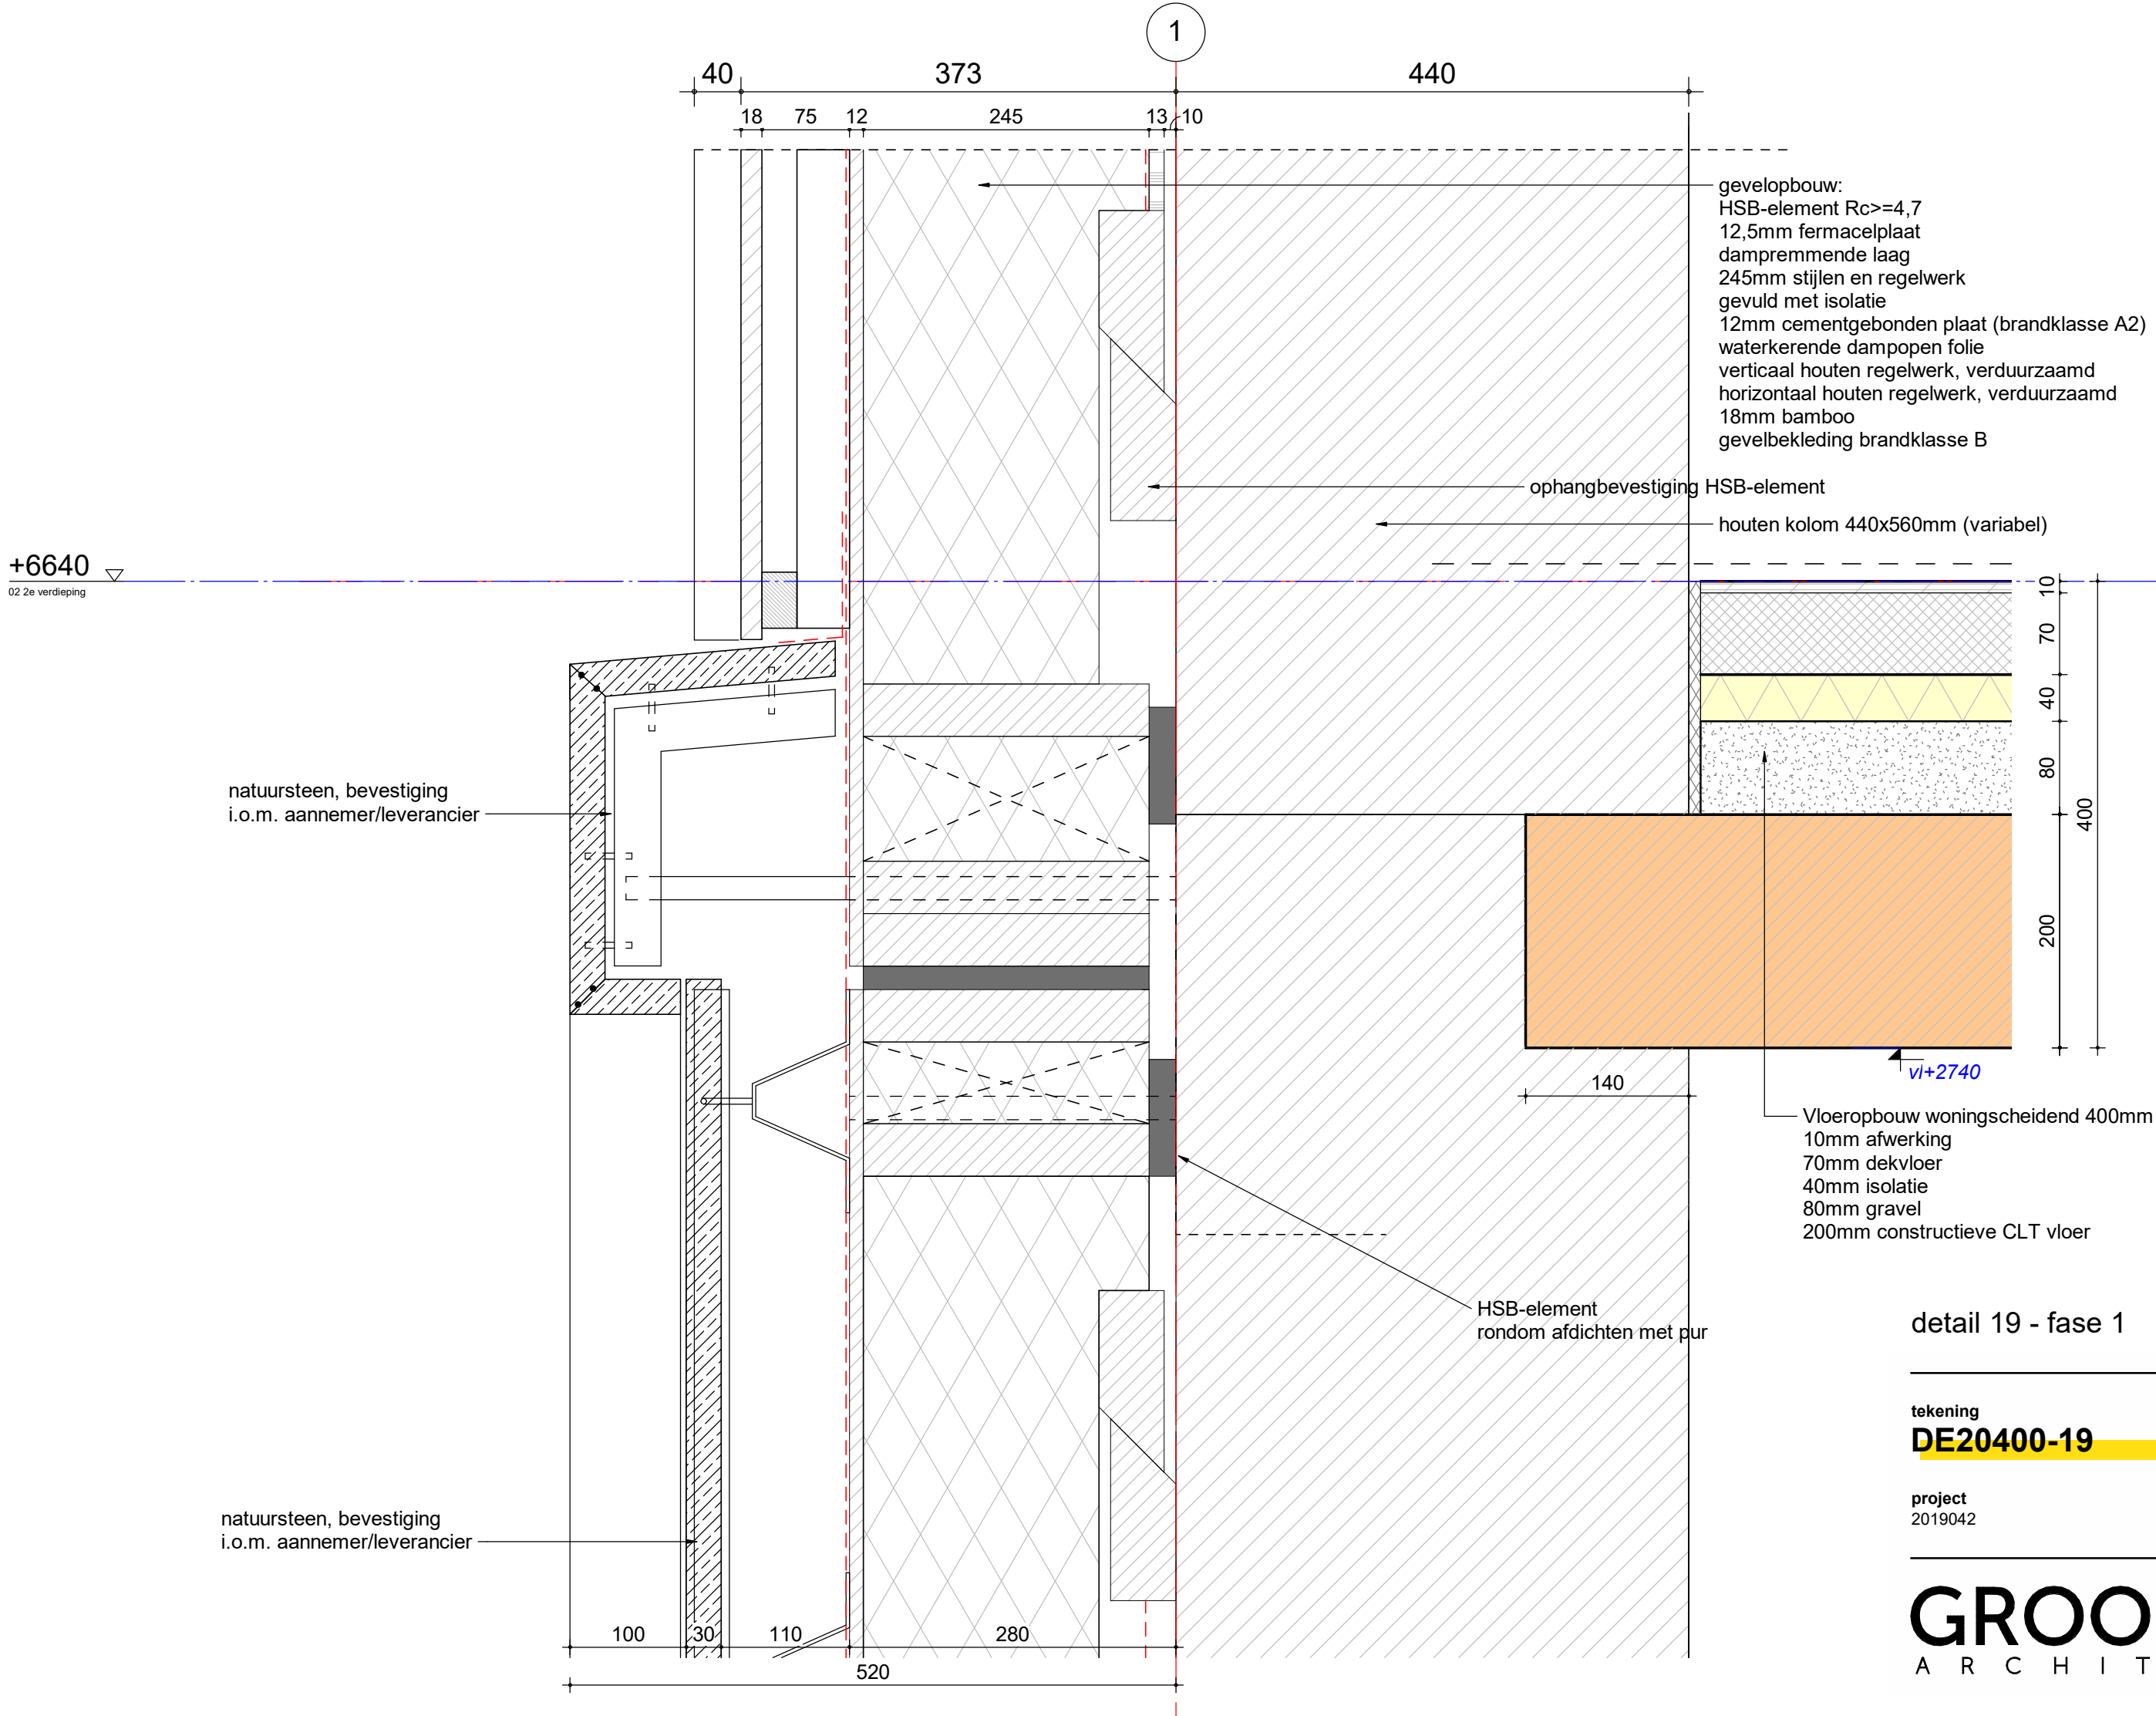 1
40
373
440
18
75
12
245
13
10
gevelopbouw:
HSB-element Rc>=4,7
12,5mm fermacelplaat
dampremmende laag
245mm stijlen en regelwerk
gevuld met isolatie
12mm cementgebonden plaat (brandklasse A2)
waterkerende dampopen folie
verticaal houten regelwerk, verduurzaamd
horizontaal houten regelwerk, verduurzaamd
18mm bamboo
gevelbekleding brandklasse B
ophangbevestiging HSB-element
houten kolom 440x560mm (variabel)
+6640
02 2e verdieping
10
70
40
80
200
400
natuursteen, bevestiging
i.o.m. aannemer/leverancier
vl+2740
140
Vloeropbouw woningscheidend 400mm
10mm afwerking
70mm dekvloer
40mm isolatie
80mm gravel
200mm constructieve CLT vloer
HSB-element
rondom afdichten met pur
detail 19 - fase 1
tekening
DE20400-19
project
2019042
natuursteen, bevestiging
i.o.m. aannemer/leverancier
100
30
110
280
520
GROO
ARCHIT